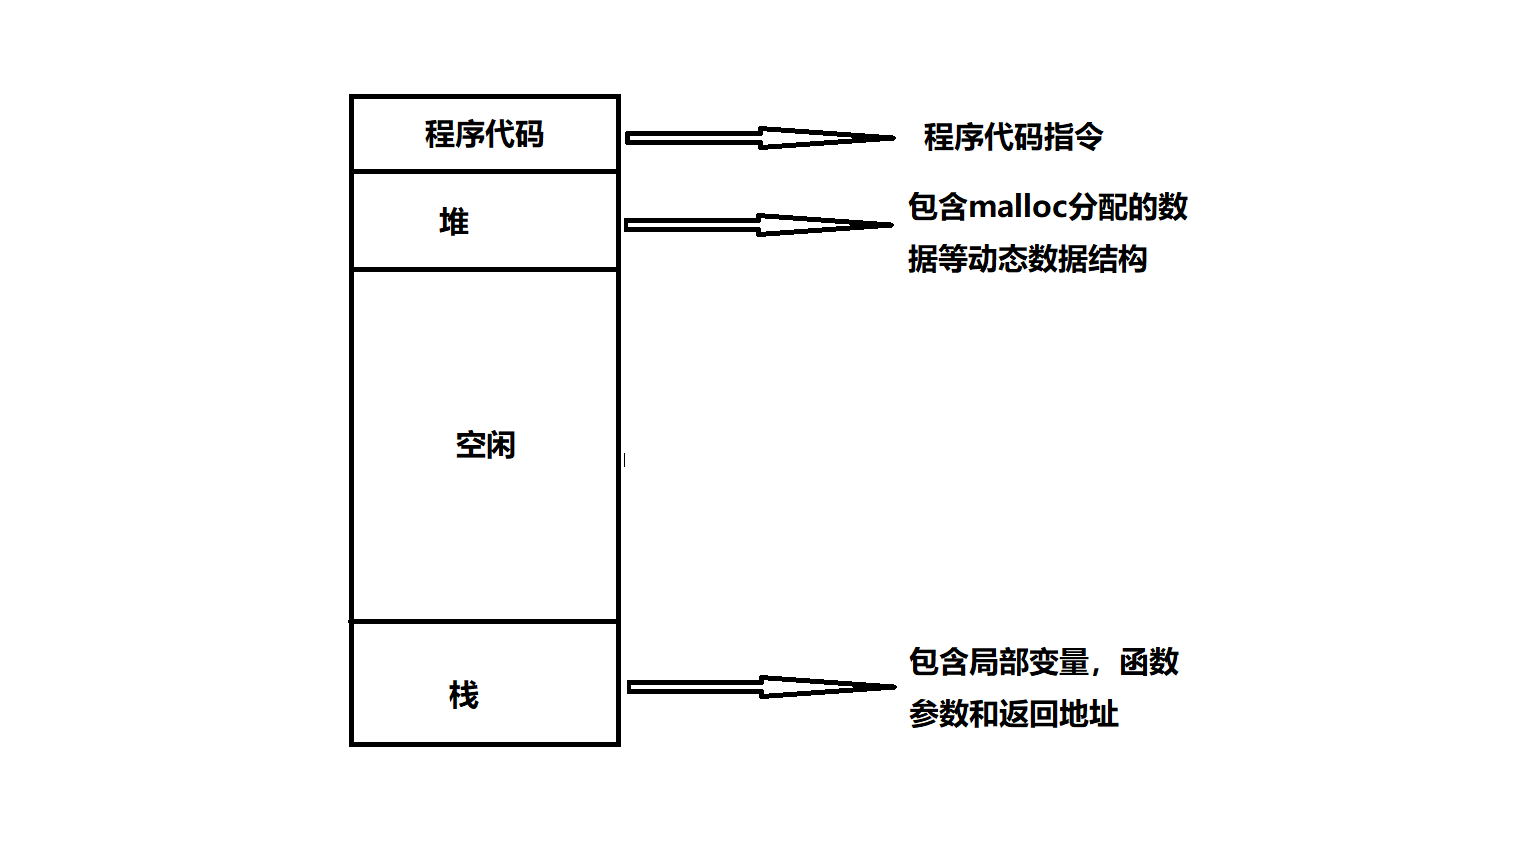 程序代码
程序代码指令
堆
包含malloc分配的数
据等动态数据结构
空闲
栈
包含局部变量，函数
参数和返回地址